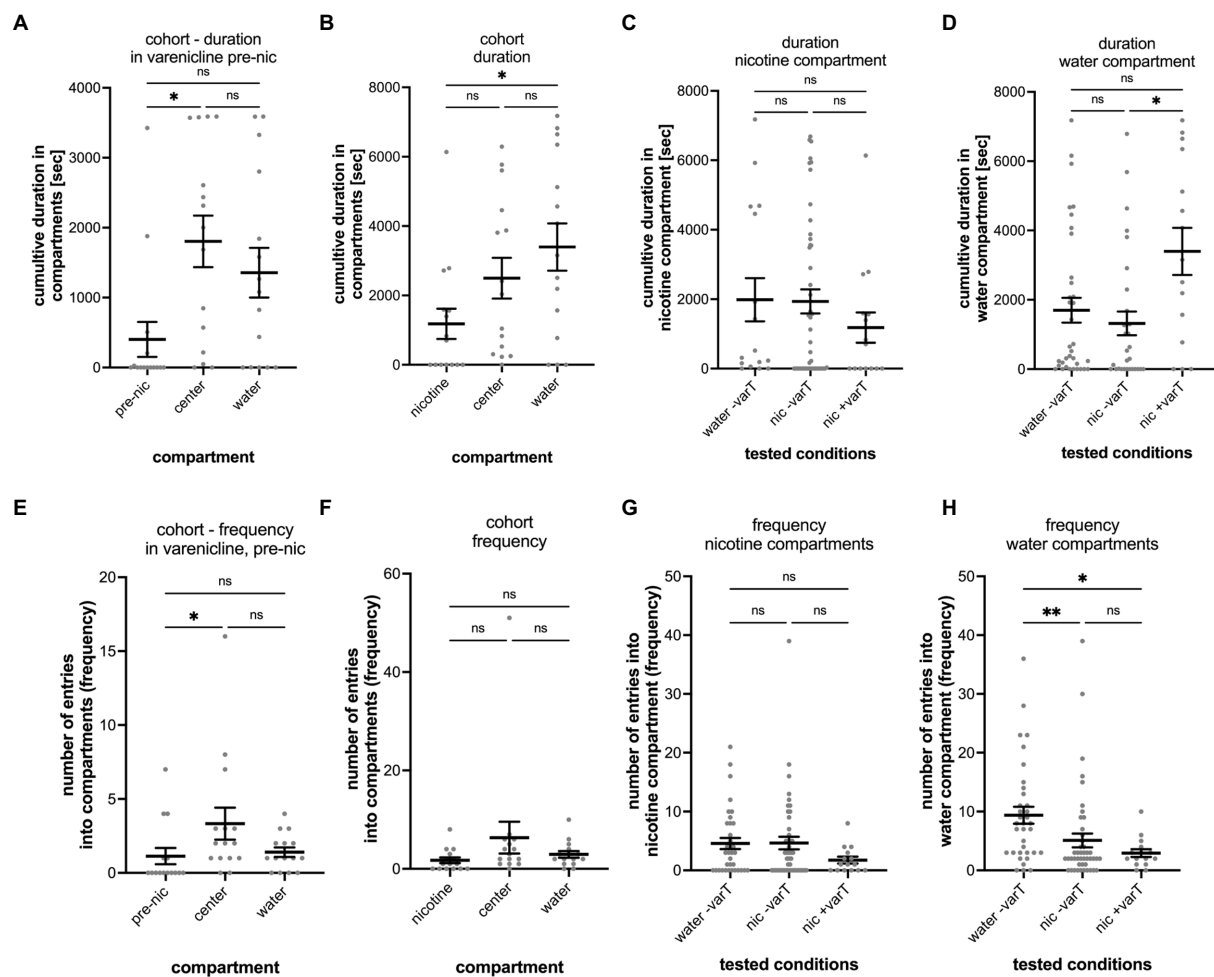 A
cohort - duration
in varenicline pre-nic
ns
*
ns
cumultive duration in
compartments [sec]
4000
3000
2000
1000
0
pre-nic
center
water
compartment
B
cohort
duration
*
ns
ns
cumultive duration in
compartments [sec]
8000
6000
4000
2000
0
nicotine
center
water
compartment
C
duration
nicotine compartment
ns
ns
ns
cumultive duration in
nicotine compartment [sec]
8000
6000
4000
2000
0
water -varT
nic -varT
nic +varT
tested conditions
D
duration
water compartment
ns
ns
*
cumultive duration in
water compartment [sec]
8000
6000
4000
2000
0
water -varT
nic -varT
nic +varT
tested conditions
E
cohort - frequency
in varenicline, pre-nic
ns
*
ns
number of entries
into compartments (frequency)
20
15
10
5
0
pre-nic
center
water
compartment
F
cohort
frequency
ns
ns
ns
number of entries
into compartments (frequency)
60
40
20
0
nicotine
center
water
compartment
G
frequency
nicotine compartments
ns
ns
ns
number of entries into
nicotine compartment (frequency)
50
40
30
20
10
0
water -varT
nic -varT
nic +varT
tested conditions
H
frequency
water compartments
*
**
ns
number of entries into
water compartment (frequency)
50
40
30
20
10
0
water -varT
nic -varT
nic +varT
tested conditions